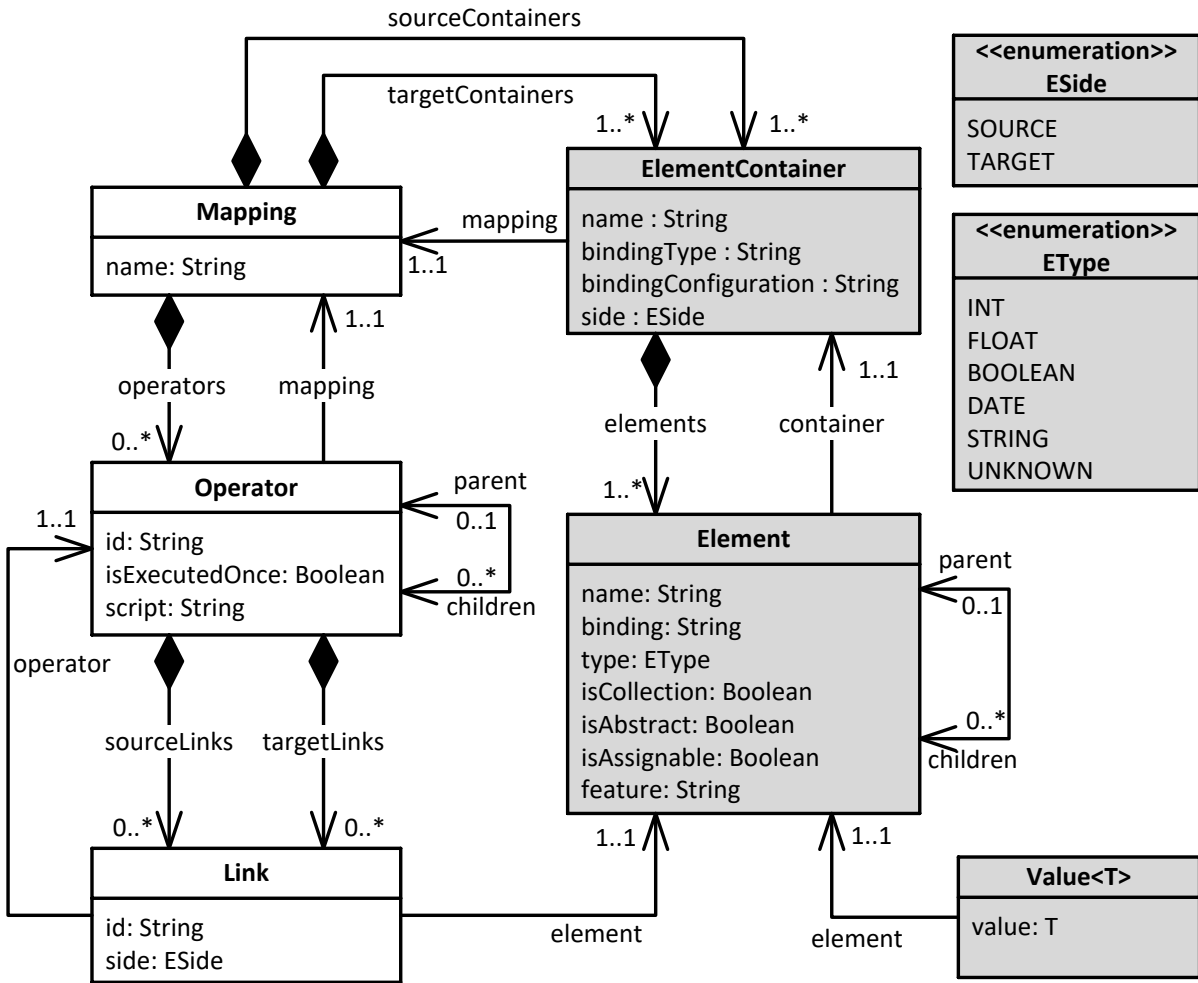 sourceContainers
targetContainers
1..*
1..*
<<enumeration>>
ESide
SOURCE
TARGET
Mapping
name: String
mapping
1..1
ElementContainer
name : String
bindingType : String
bindingConfiguration : String
side : ESide
<<enumeration>>
EType
INT
FLOAT
BOOLEAN
DATE
STRING
UNKNOWN
operators
0..*
mapping
1..1
elements
1..*
container
1..1
Operator
id: String
isExecutedOnce: Boolean
script: String
parent
0..1
0..*
children
1..1
operator
Element
name: String
binding: String
type: EType
isCollection: Boolean
isAbstract: Boolean
isAssignable: Boolean
feature: String
parent
0..1
0..*
children
sourceLinks
targetLinks
0..*
0..*
Link
id: String
side: ESide
1..1
element
1..1
element
Value<T>
value: T